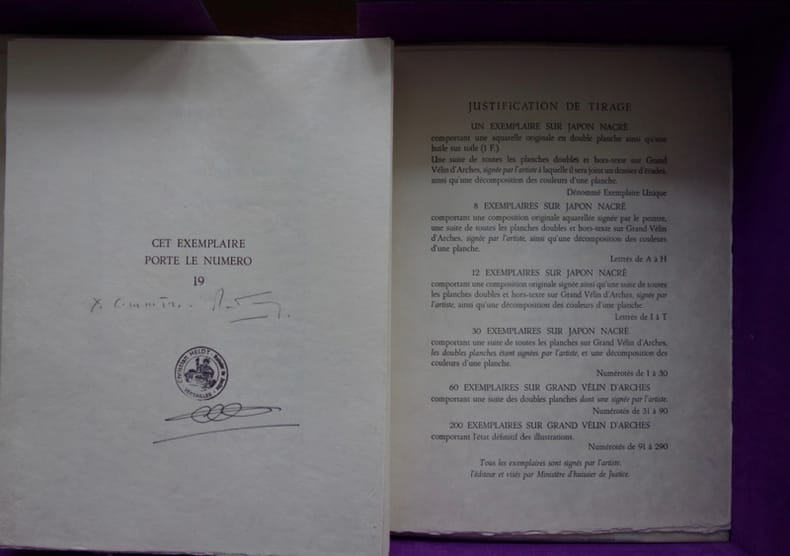 CET EXEMPLAIRE
PORTE LE NUMERO
19
Christian HELDT
VERSAILLES
JUSTIFICATION DE TIRAGE
UN EXEMPLAIRE SUR JAPON NACRÉ
comportant une aquarelle originale en double planche ainsi qu'une
huile sur toile (1 F.)
Une suite de toutes les planches doubles et hors-texte sur Grand
Vélin d'Arches, signée par l'artiste à laquelle il sera joint un dossier d'études,
ainsi qu'une décomposition des couleurs d'une planche.
Dénommé Exemplaire Unique
8 EXEMPLAIRES SUR JAPON NACRÉ
comportant une composition originale aquarellée signée par le peintre,
une suite de toutes les planches doubles et hors-texte sur Grand Vélin
d'Arches, signée par l'artiste, ainsi qu'une décomposition des couleurs
d'une planche.
Lettrés de A à H
12 EXEMPLAIRES SUR JAPON NACRÉ
comportant une composition originale signée ainsi qu'une suite de toutes
les planches doubles et hors-texte sur Grand Vélin d'Arches, signée par
l'artiste, ainsi qu'une décomposition des couleurs d'une planche.
Lettrés de I à T
30 EXEMPLAIRES SUR JAPON NACRÉ
comportant une suite de toutes les planches sur Grand Vélin d'Arches,
les doubles planches étant signées par l'artiste, et une décomposition des
couleurs d'une planche.
Numérotés de 1 à 30
60 EXEMPLAIRES SUR GRAND VÉLIN D'ARCHES
comportant une suite des doubles planches dont une signée par l'artiste.
Numérotés de 31 à 90
200 EXEMPLAIRES SUR GRAND VÉLIN D'ARCHES
comportant l'état définitif des illustrations.
Numérotés de 91 à 290
Tous les exemplaires sont signés par l'artiste,
l'éditeur et visés par Ministère d'huissier de Justice.